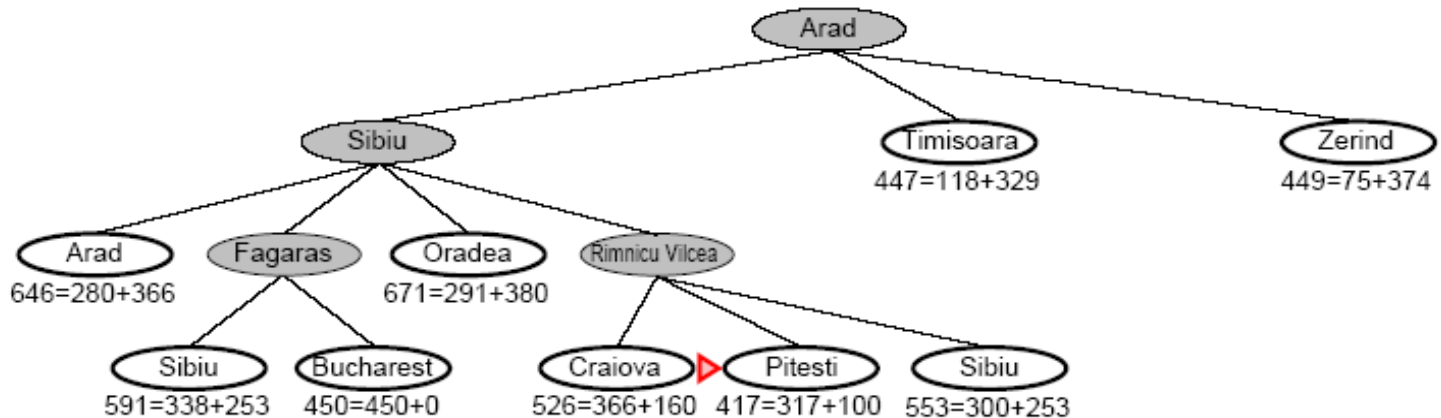 Arad
Sibiu Timisoara Zerind
447=118+329 449=75+374
Arad Fagaras Oradea Rimnicu Vilcea
646=280+366 671=291+380
Sibiu Bucharest Craiova Pitesti Sibiu
591=338+253 450=450+0 526=366+160 417=317+100 553=300+253